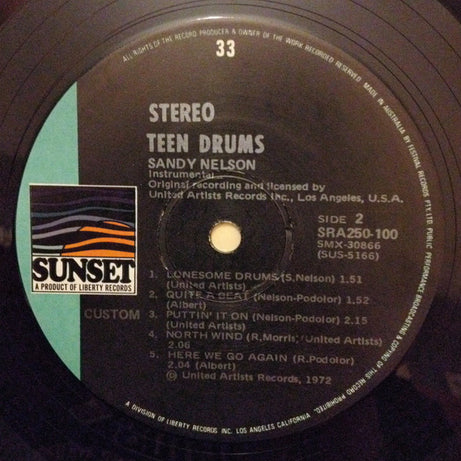 ALL RIGHTS OF THE RECORD PRODUCER & OWNER OF THE WORK RECORDED RESERVED. MADE IN AUSTRALIA BY FESTIVAL RECORDS PTY. LTD. PUBLIC PERFORMANCE BROADCASTING & COPYING OF THIS RECORD PROHIBITED.
33
STEREO
TEEN DRUMS
SANDY NELSON
Instrumental
Original recording and licensed by
United Artists Records Inc., Los Angeles, U.S.A.
SIDE 2
SRA250-100
SMX-30866
(SUS-5166)
SUNSET
A PRODUCT OF LIBERTY RECORDS
CUSTOM
1. LONESOME DRUMS (S.Nelson) 1.51
(United Artists)
2. QUITE A BEAT (Nelson-Podolor) 1.52
(Albert)
3. PUTTIN' IT ON (Nelson-Podolor) 2.15
(United Artists)
4. NORTH WIND (R.Morris) (United Artists)
2.06
5. HERE WE GO AGAIN (R.Podolor)
2.04 (Albert)
© United Artists Records, 1972
A DIVISION OF LIBERTY RECORDS INC. LOS ANGELES CALIFORNIA.